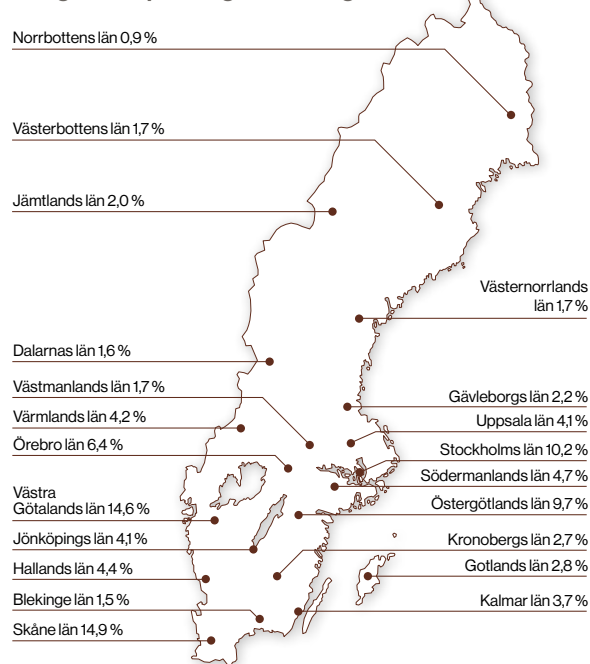 Norrbottens län 0,9 %
Västerbottens län 1,7 %
Jämtlands län 2,0 %
Västernorrlands
län 1,7 %
Dalarnas län 1,6 %
Västmanlands län 1,7 %
Värmlands län 4,2 %
Örebro län 6,4 %
Västra
Götalands län 14,6 %
Jönköpings län 4,1 %
Hallands län 4,4 %
Blekinge län 1,5 %
Skåne län 14,9 %
Gävleborgs län 2,2 %
Uppsala län 4,1 %
Stockholms län 10,2 %
Södermanlands län 4,7 %
Östergötlands län 9,7 %
Kronobergs län 2,7 %
Gotlands län 2,8 %
Kalmar län 3,7 %